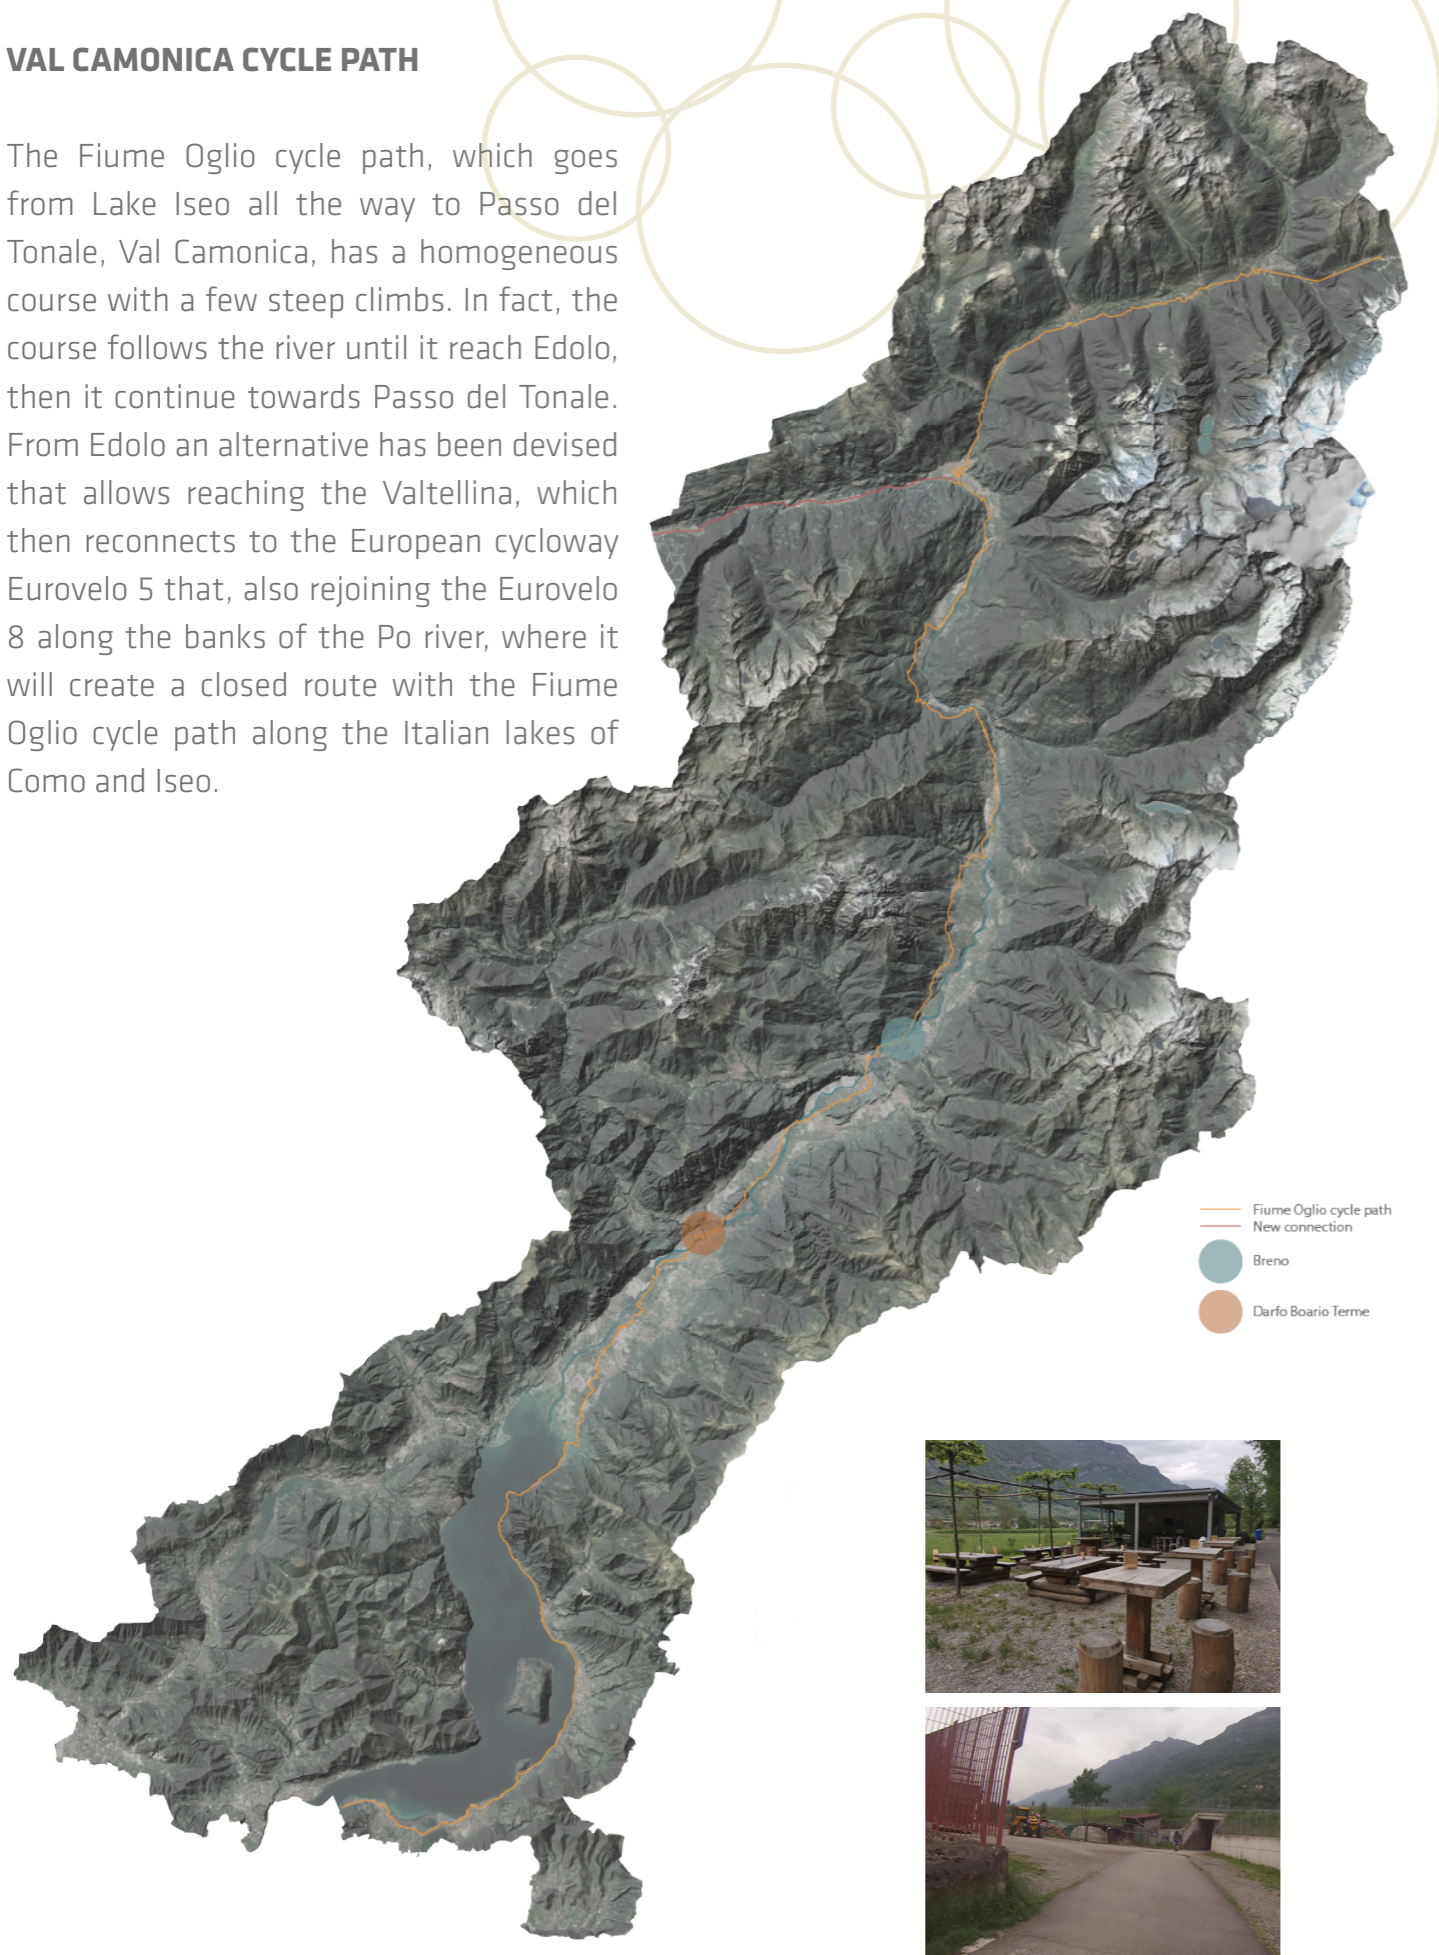 VAL CAMONICA CYCLE PATH
The Fiume Oglio cycle path, which goes
from Lake Iseo all the way to Passo del
Tonale, Val Camonica, has a homogeneous
course with a few steep climbs. In fact, the
course follows the river until it reach Edolo,
then it continue towards Passo del Tonale.
From Edolo an alternative has been devised
that allows reaching the Valtellina, which
then reconnects to the European cycloway
Eurovelo 5 that, also rejoining the Eurovelo
8 along the banks of the Po river, where it
will create a closed route with the Fiume
Oglio cycle path along the Italian lakes of
Como and Iseo.
Fiume Oglio cycle path
New connection
Breno
Darfo Boario Terme